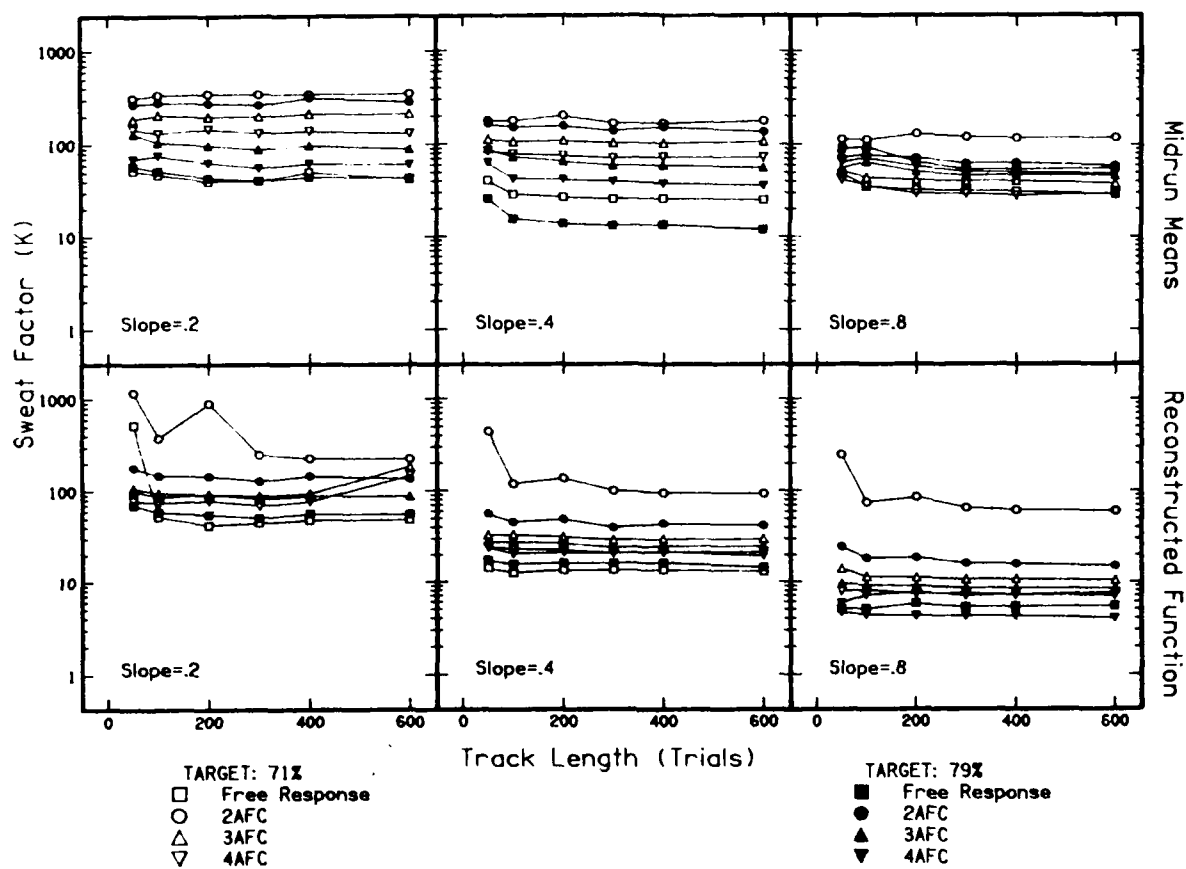 1000
100
10
1
Slope=.2
Slope=.4
Slope=.8
Midrun Means
Sweat Factor (K)
1000
100
10
1
Slope=.2
Slope=.4
Slope=.8
Reconstructed Function
0 200 400 600
0 200 400 600
0 200 400 600
Track Length (Trials)
TARGET: 71%
Free Response
2AFC
3AFC
4AFC
TARGET: 79%
Free Response
2AFC
3AFC
4AFC